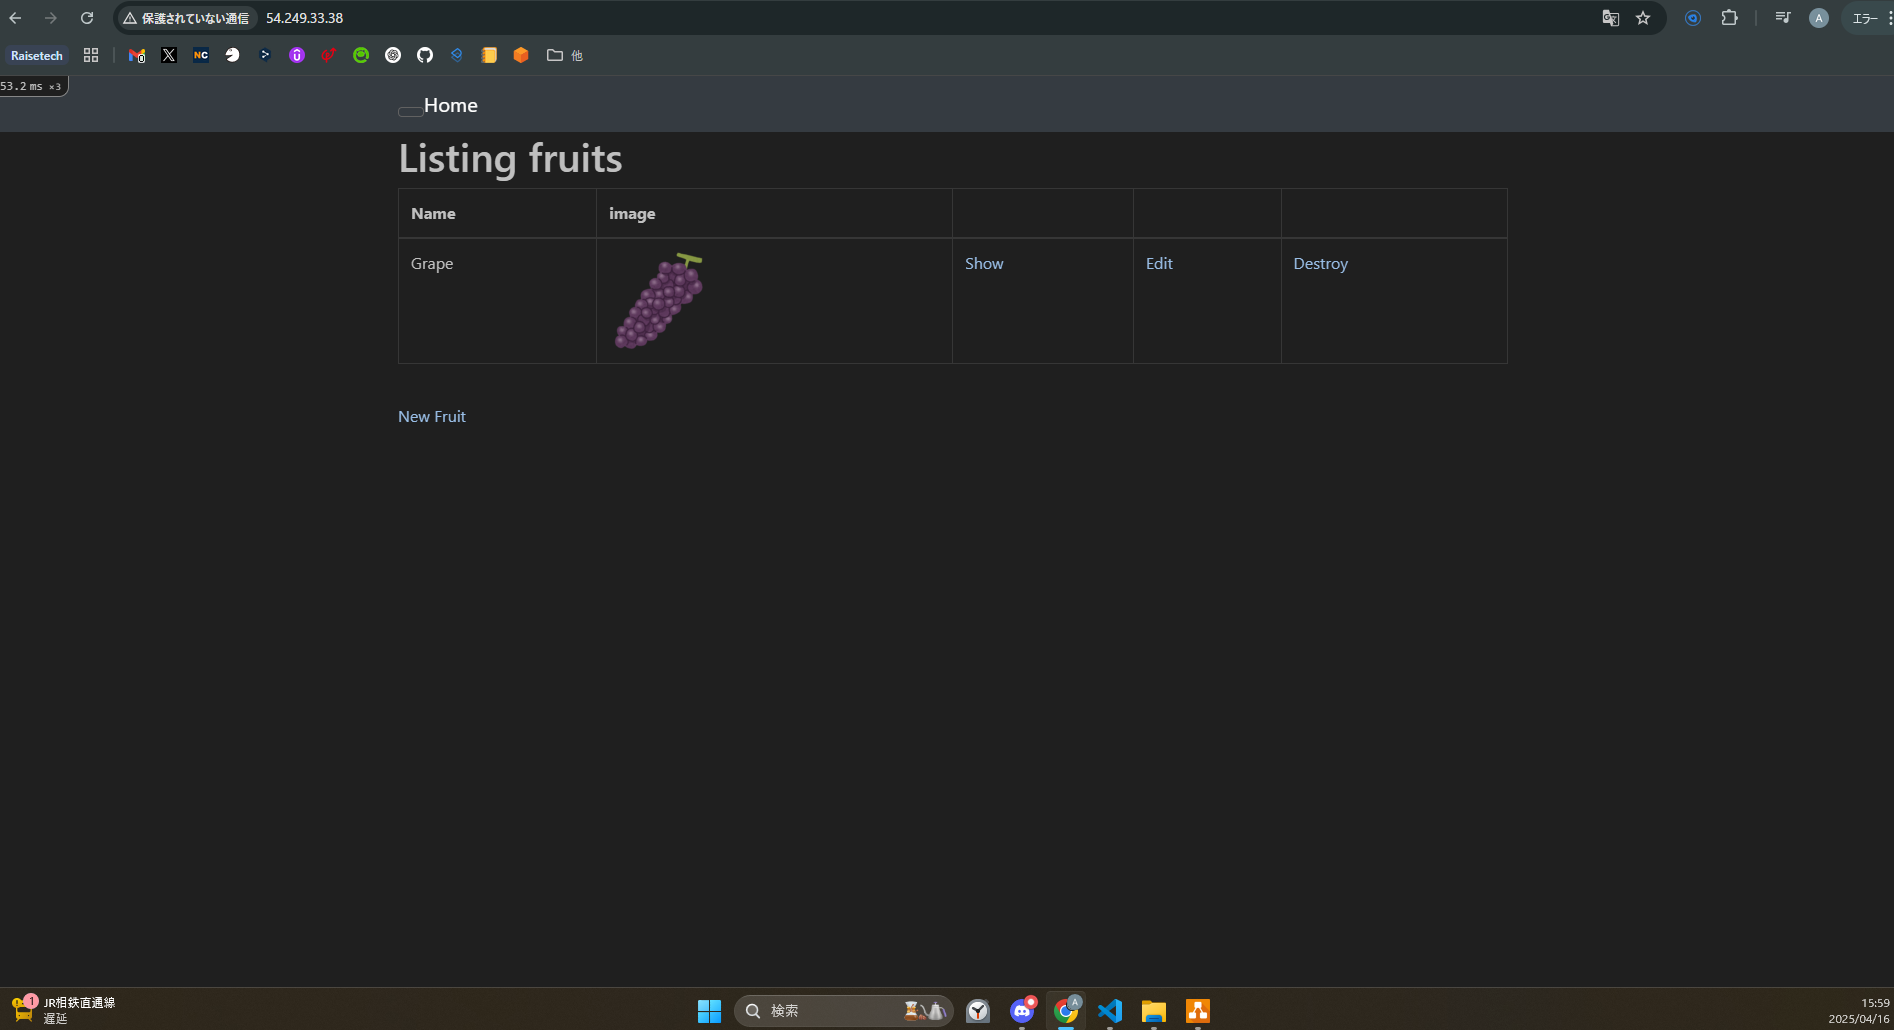 保護されていない通信 54.249.33.38 A エラー
Raisetech 0 NC 他
53.2 ms ×3
Home
Listing fruits
Name image
Grape Show Edit Destroy
New Fruit
1 JR相鉄直通線
遅延
検索 A
15:59
2025/04/16